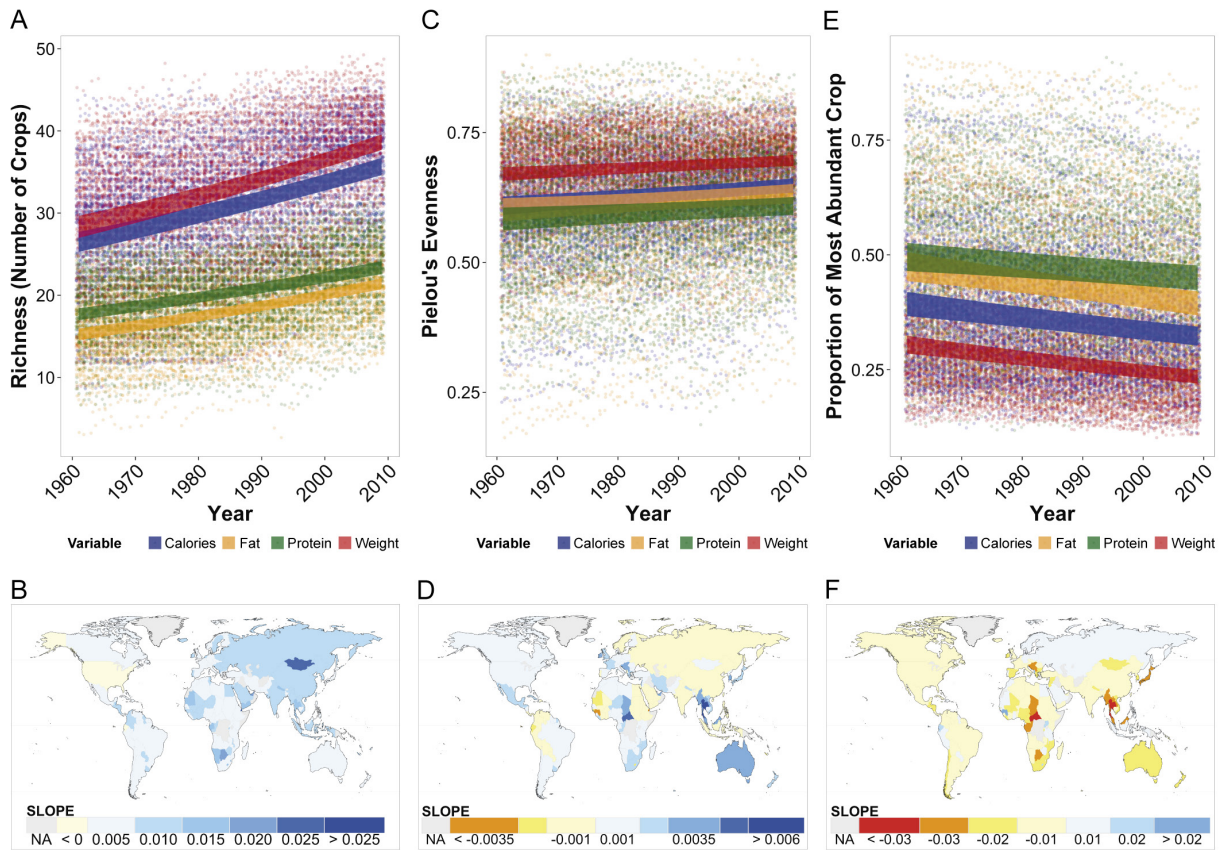 A
Richness (Number of Crops)
50
40
30
20
10
1960 1970 1980 1990 2000 2010
Year
Variable Calories Fat Protein Weight
C
Pielou's Evenness
0.75
0.50
0.25
1960 1970 1980 1990 2000 2010
Year
Variable Calories Fat Protein Weight
E
Proportion of Most Abundant Crop
0.75
0.50
0.25
1960 1970 1980 1990 2000 2010
Year
Variable Calories Fat Protein Weight
B
SLOPE
NA < 0 0.005 0.010 0.015 0.020 0.025 > 0.025
D
SLOPE
NA < -0.0035 -0.001 0.001 0.0035 > 0.006
F
SLOPE
NA < -0.03 -0.03 -0.02 -0.01 0.01 0.02 > 0.02